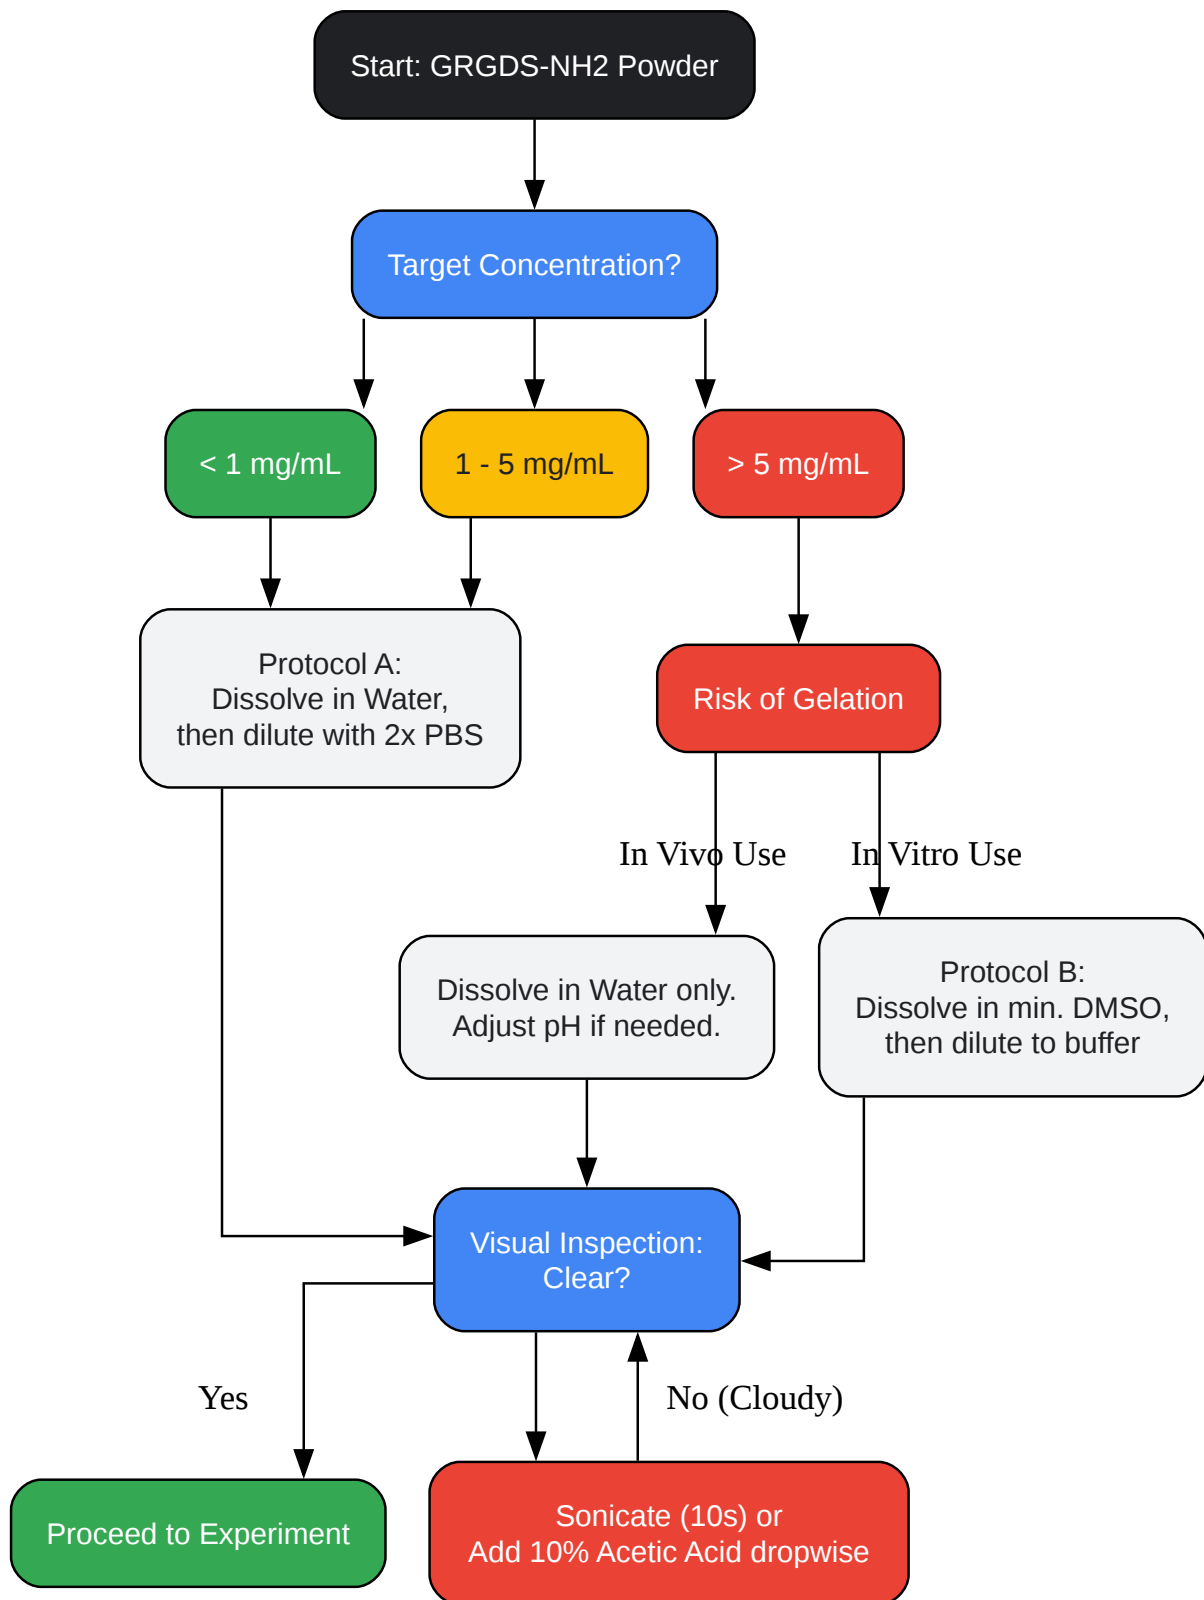 Start: GRGDS-NH2 Powder
Target Concentration?
< 1 mg/mL
1 - 5 mg/mL
> 5 mg/mL
Protocol A:
Dissolve in Water,
then dilute with 2x PBS
Risk of Gelation
In Vivo Use
In Vitro Use
Dissolve in Water only.
Adjust pH if needed.
Protocol B:
Dissolve in min. DMSO,
then dilute to buffer
Visual Inspection:
Clear?
Yes
No (Cloudy)
Proceed to Experiment
Sonicate (10s) or
Add 10% Acetic Acid dropwise